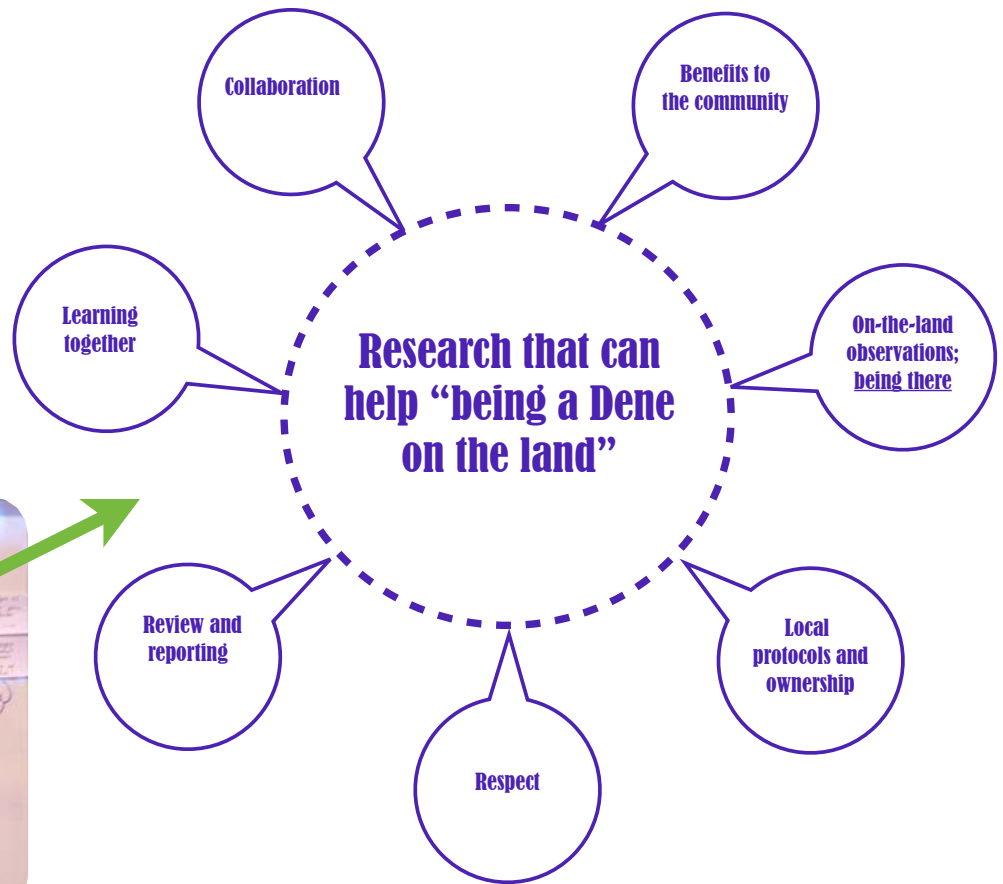 Collaboration
Benefits to
the community
Learning
together
On-the-land
observations;
being there
Research that can
help “being a Dene
on the land”
Review and
reporting
Local
protocols and
ownership
Respect